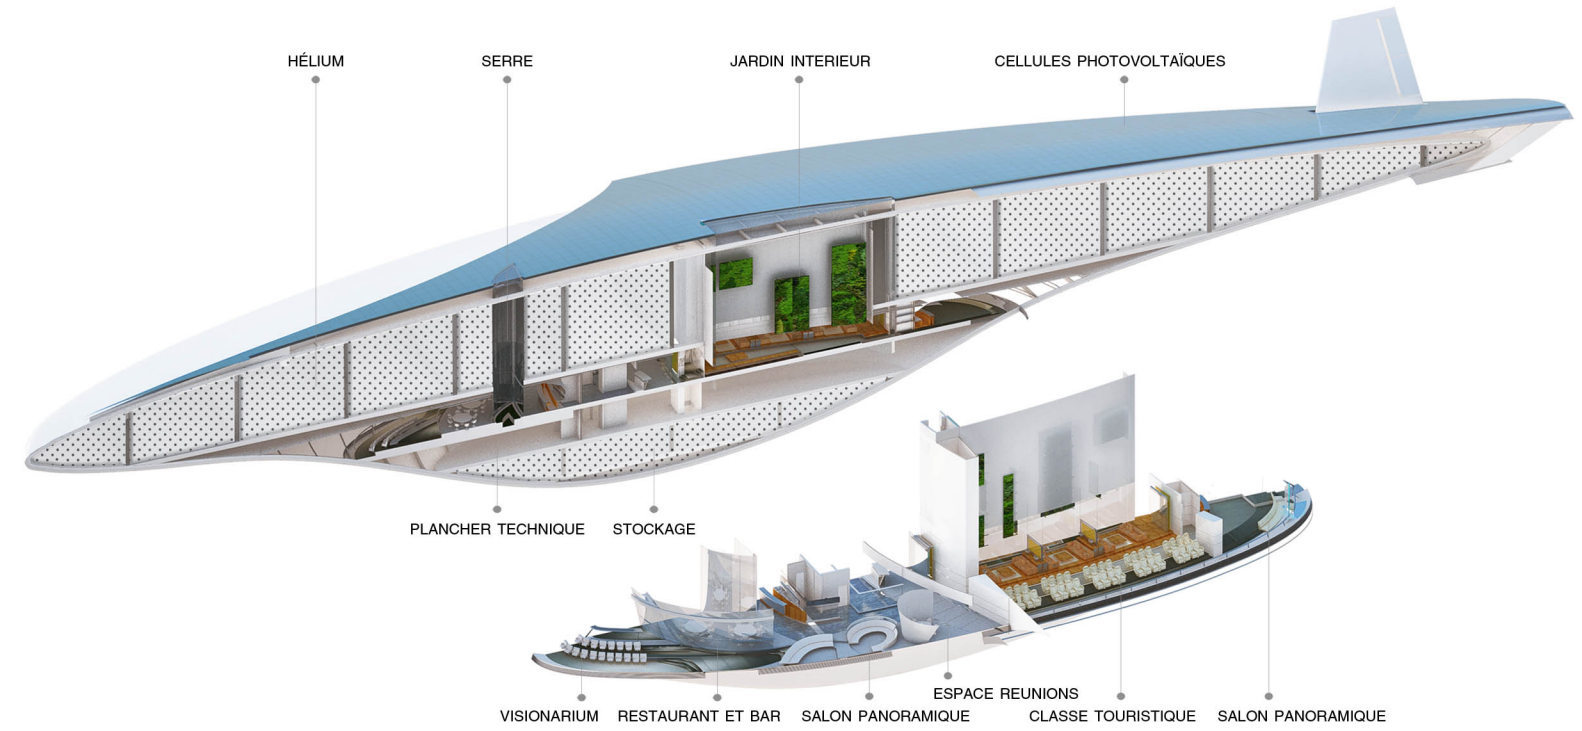 HÉLIUM
SERRE
JARDIN INTERIEUR
CELLULES PHOTOVOLTAÏQUES
PLANCHER TECHNIQUE
STOCKAGE
ESPACE REUNIONS
VISIONARIUM
RESTAURANT ET BAR
SALON PANORAMIQUE
CLASSE TOURISTIQUE
SALON PANORAMIQUE